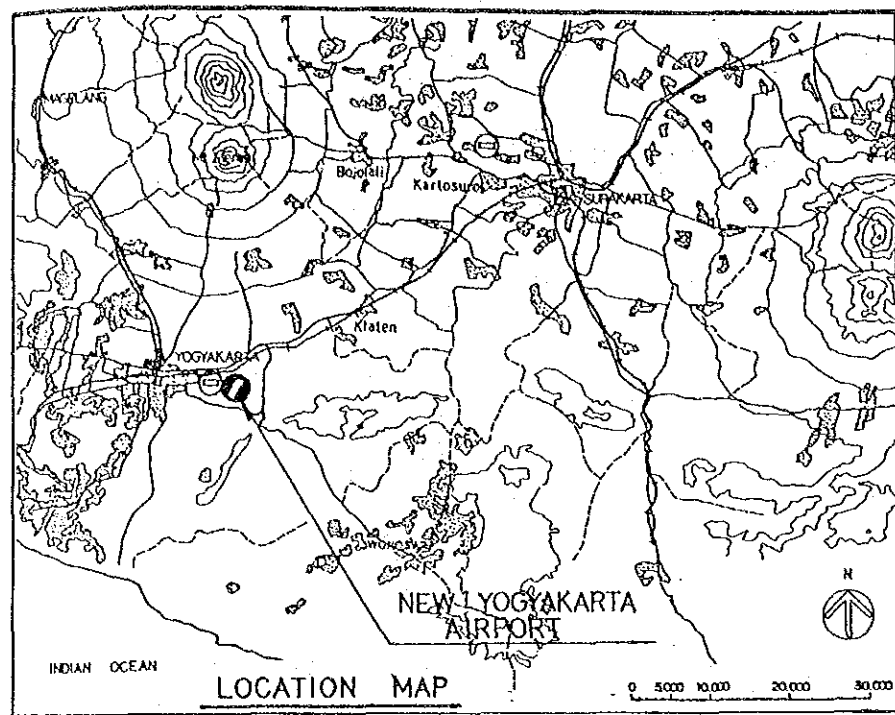 MAGELANG
Bojolali
Kartosuro
SURAKARTA
Klaten
YOGYAKARTA
NEW YOGYAKARTA
AIRPORT
N
INDIAN OCEAN
LOCATION MAP
0 5.000 10.000 20.000 30.000